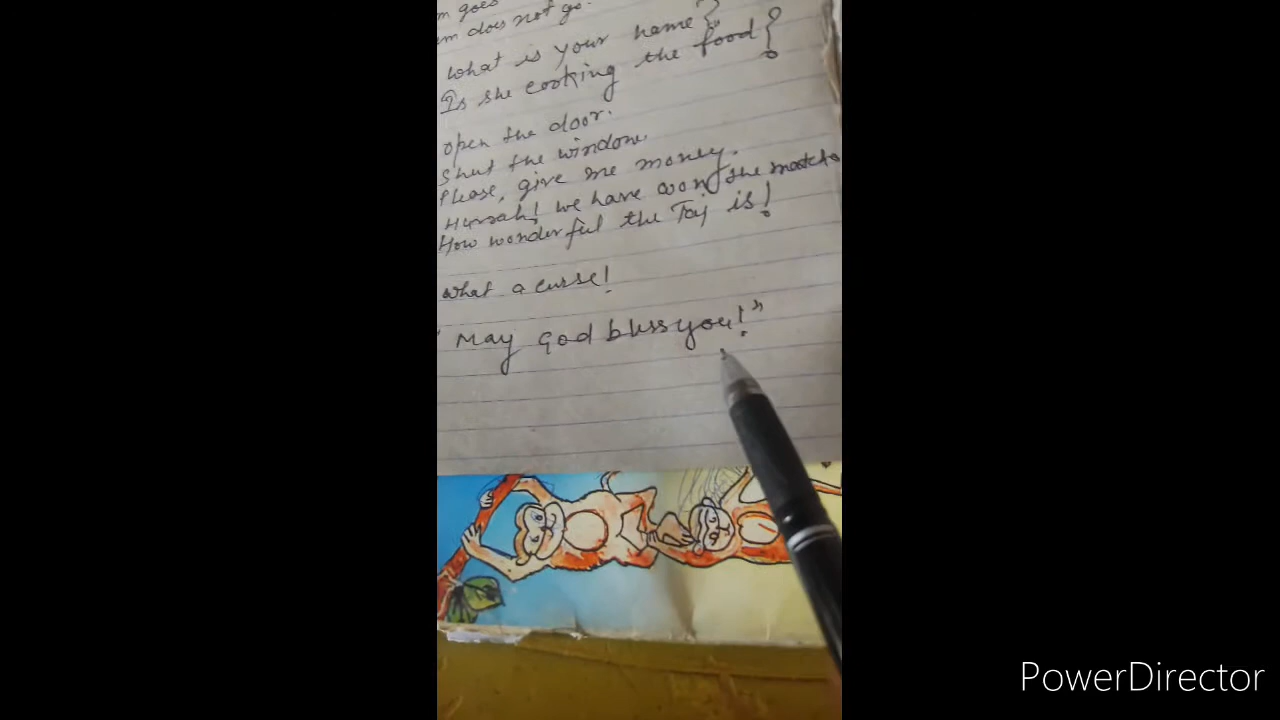 m goes
m does not go.
What is your name?
Is she cooking the food?
open the door.
Shut the window.
Please, give me money.
Hurrah! we have won the match
How wonderful the Taj is!
What a curse!
"May God bless you!"
PowerDirector